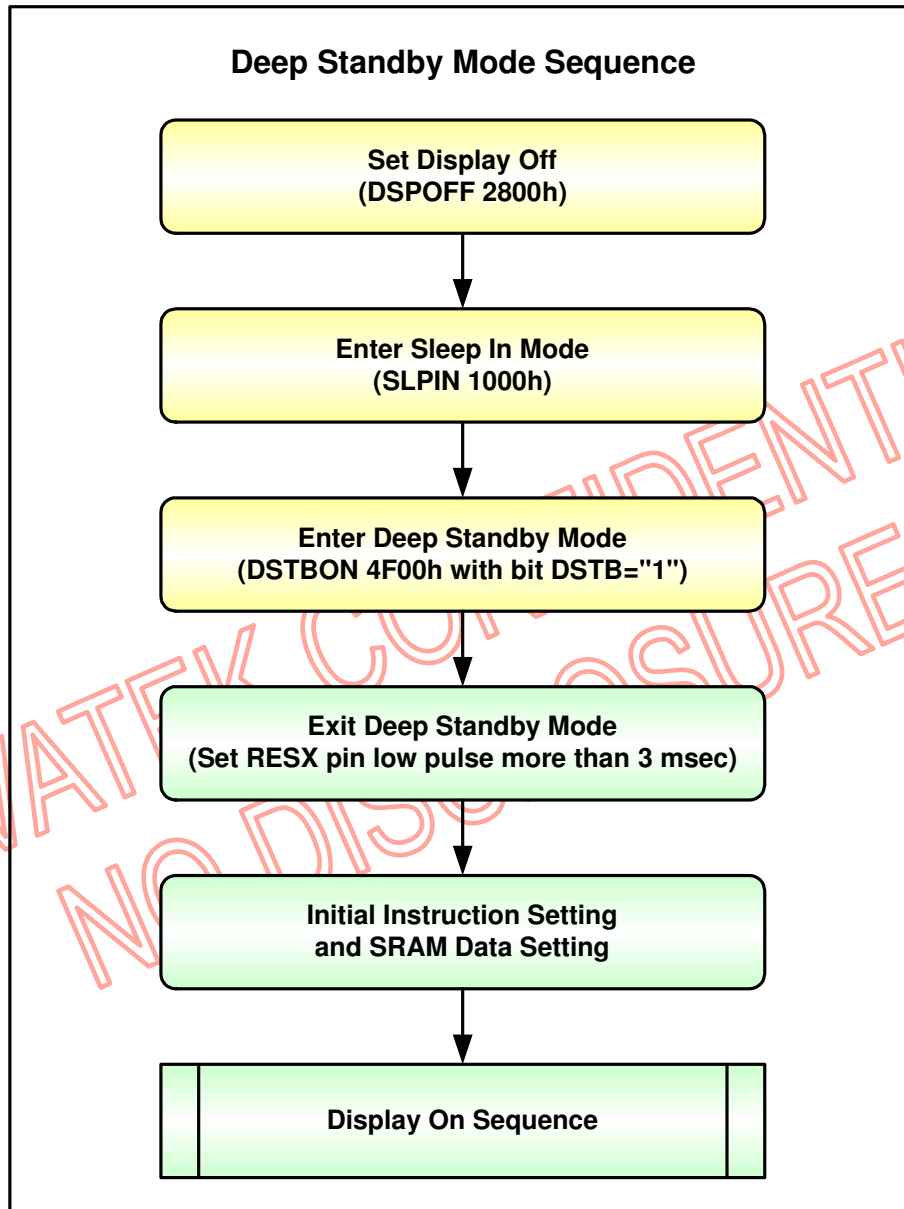 Deep Standby Mode Sequence
Set Display Off
(DSPOFF 2800h)
Enter Sleep In Mode
(SLPIN 1000h)
Enter Deep Standby Mode
(DSTBON 4F00h with bit DSTB="1")
Exit Deep Standby Mode
(Set RESX pin low pulse more than 3 msec)
Initial Instruction Setting
and SRAM Data Setting
Display On Sequence
NO DISCLOSURE